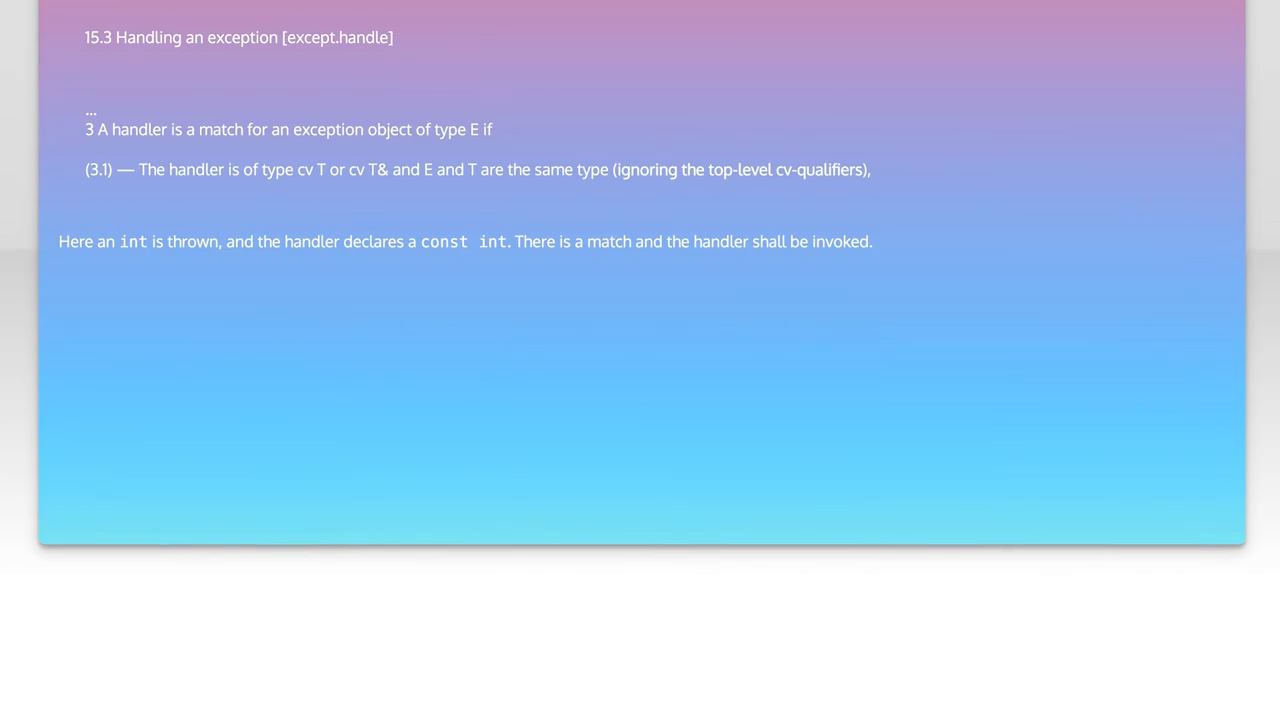 15.3 Handling an exception [except.handle]
...
3 A handler is a match for an exception object of type E if
(3.1) — The handler is of type cv T or cv T& and E and T are the same type (ignoring the top-level cv-qualifiers),
Here an int is thrown, and the handler declares a const int. There is a match and the handler shall be invoked.